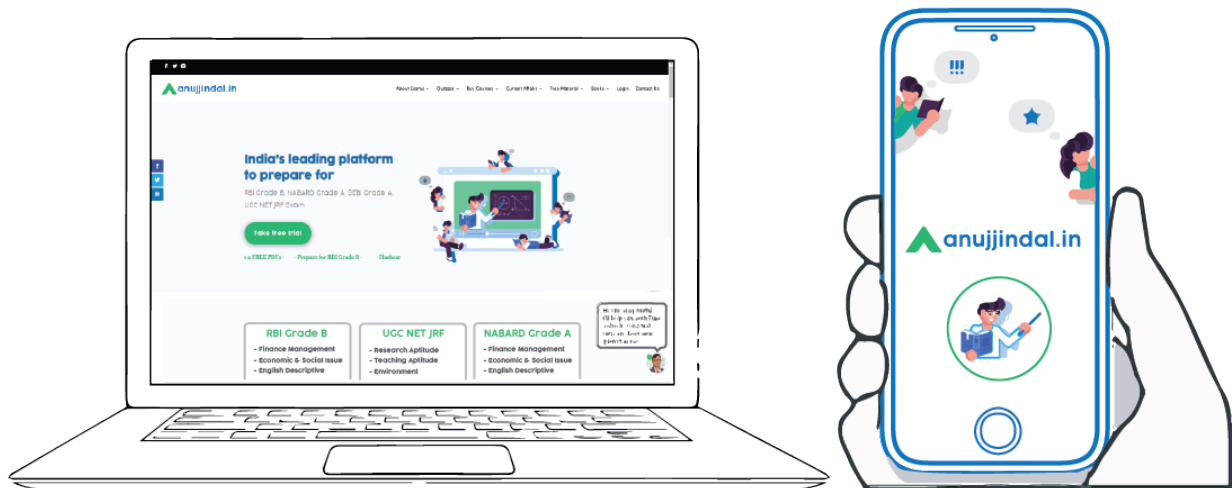 anujjindal.in
About Exams Quizzes Buy Courses Current Affairs Free Material Books Login Contact Us
India's leading platform
to prepare for
RBI Grade B, NABARD Grade A, SEBI Grade A,
UGC NET JRF Exam
Take free trial
FREE PDFs - - Prepare for RBI Grade B -
RBI Grade B
- Finance Management
- Economic & Social Issue
- English Descriptive
UGC NET JRF
- Research Aptitude
- Teaching Aptitude
- Environment
NABARD Grade A
- Finance Management
- Economic & Social Issue
- English Descriptive
!!!
anujjindal.in